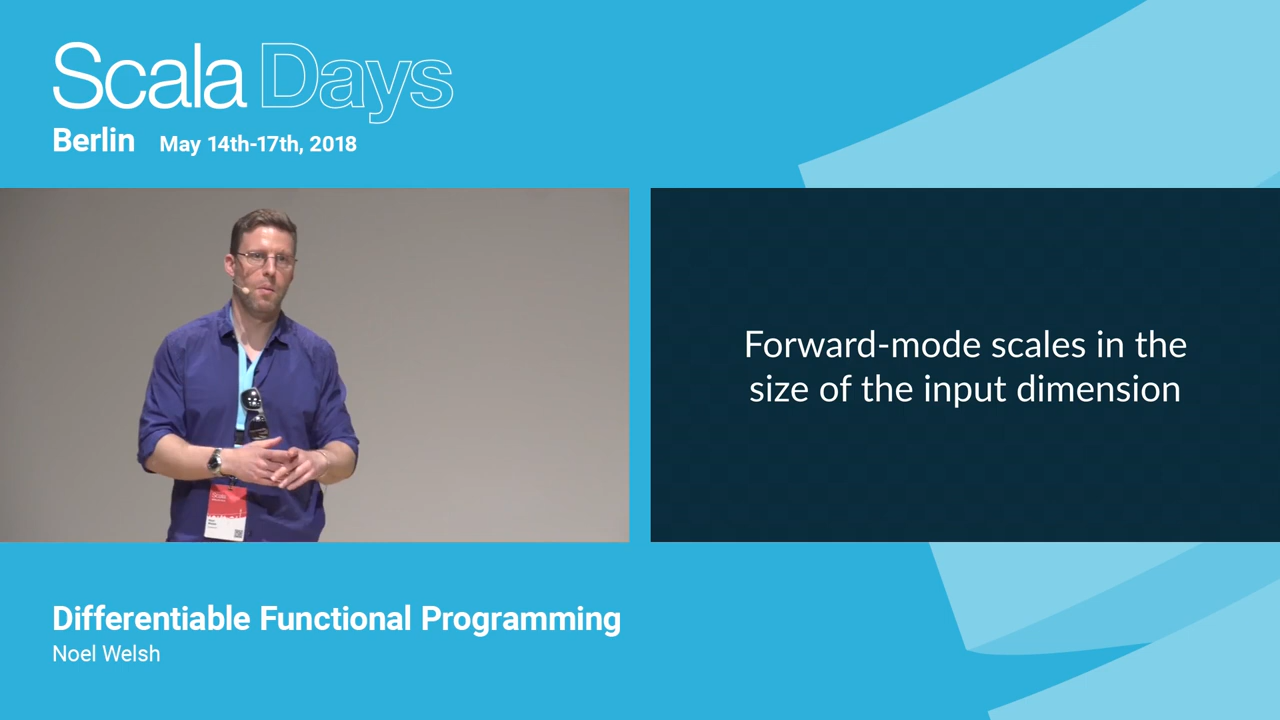 Scala Days
Berlin May 14th-17th, 2018
Forward-mode scales in the
size of the input dimension
Differentiable Functional Programming
Noel Welsh